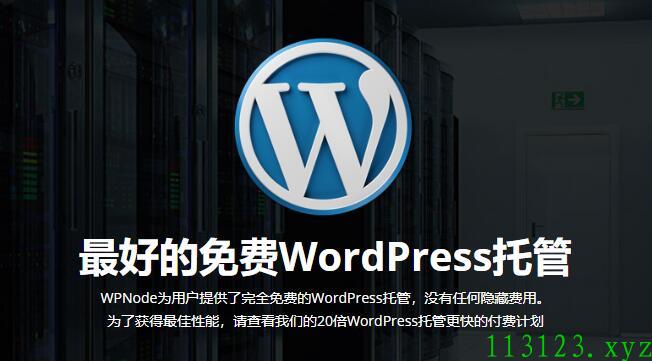 最好的免费WordPress托管
WPNode为用户提供了完全免费的WordPress托管，没有任何隐藏费用。
为了获得最佳性能，请查看我们的20倍WordPress托管更快的付费计划
113123.xyz